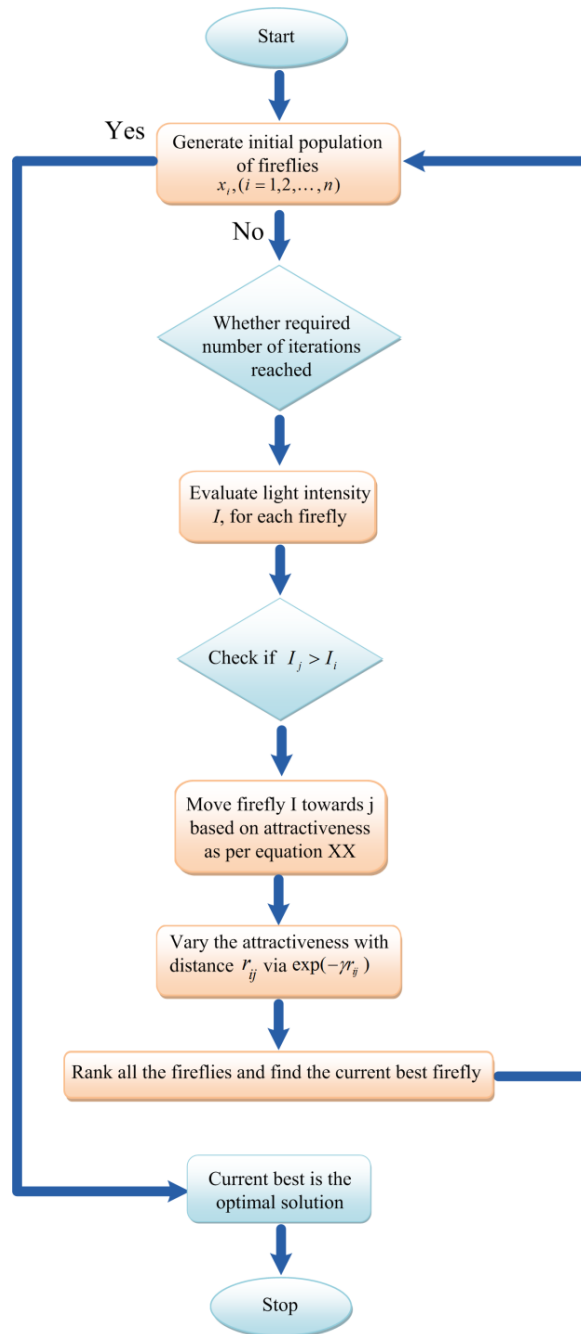 Start
Yes
Generate initial population
of fireflies
x_i,(i = 1,2,...,n)
No
Whether required
number of iterations
reached
Evaluate light intensity
I, for each firefly
Check if I_j > I_i
Move firefly I towards j
based on attractiveness
as per equation XX
Vary the attractiveness with
distance r_ij via exp(−γr_ij)
Rank all the fireflies and find the current best firefly
Current best is the
optimal solution
Stop